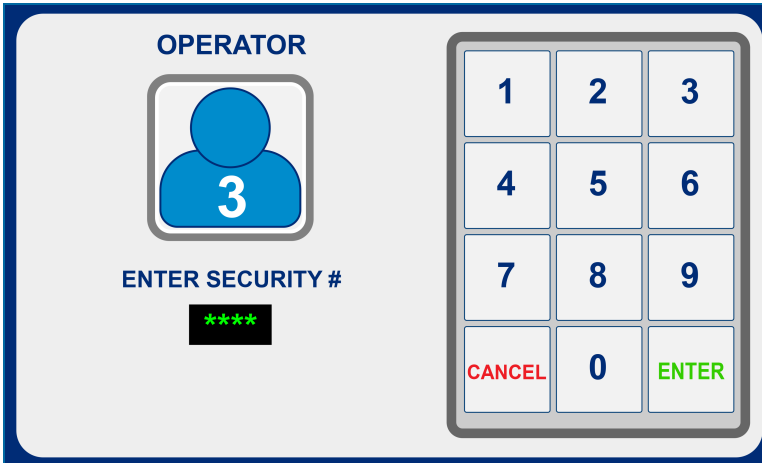 OPERATOR
3
ENTER SECURITY #
****
1 2 3
4 5 6
7 8 9
CANCEL 0 ENTER